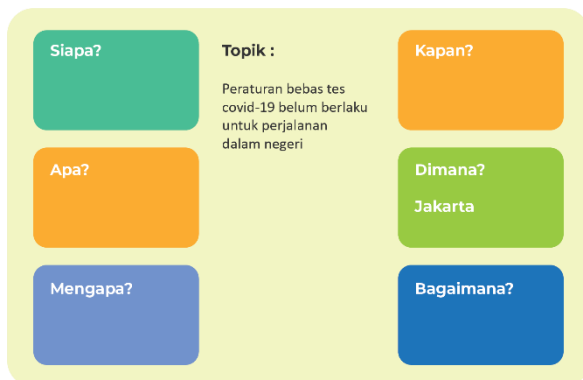 Siapa?
Topik :
Kapan?
Peraturan bebas tes
covid-19 belum berlaku
untuk perjalanan
dalam negeri
Apa?
Dimana?
Jakarta
Mengapa?
Bagaimana?